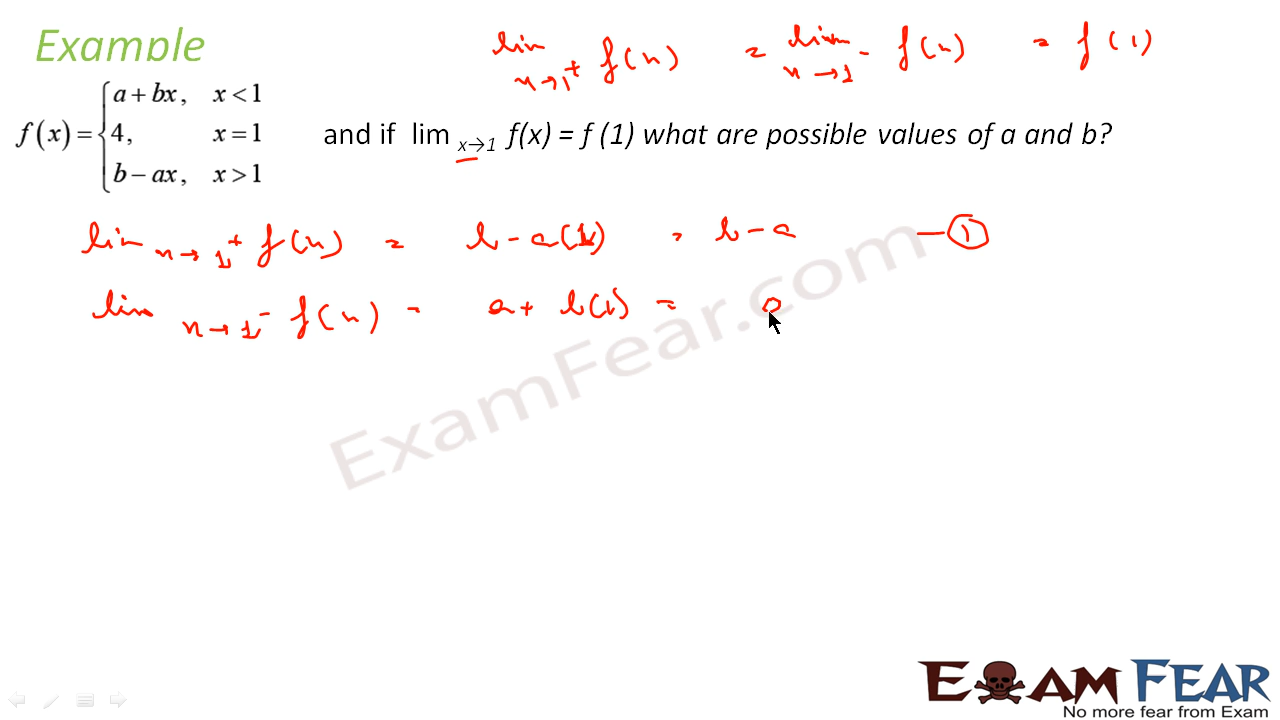 Example
lim x→1⁺ f(x) = lim x→1⁻ f(x) = f(1)
f(x) = { a + bx, x < 1
4, x = 1
b − ax, x > 1
and if lim x→1 f(x) = f (1) what are possible values of a and b?
lim x→1⁺ f(x) = b − a(1) = b − a —①
lim x→1⁻ f(x) = a + b(1) = a
ExamFear.com
EXAM FEAR
No more fear from Exam